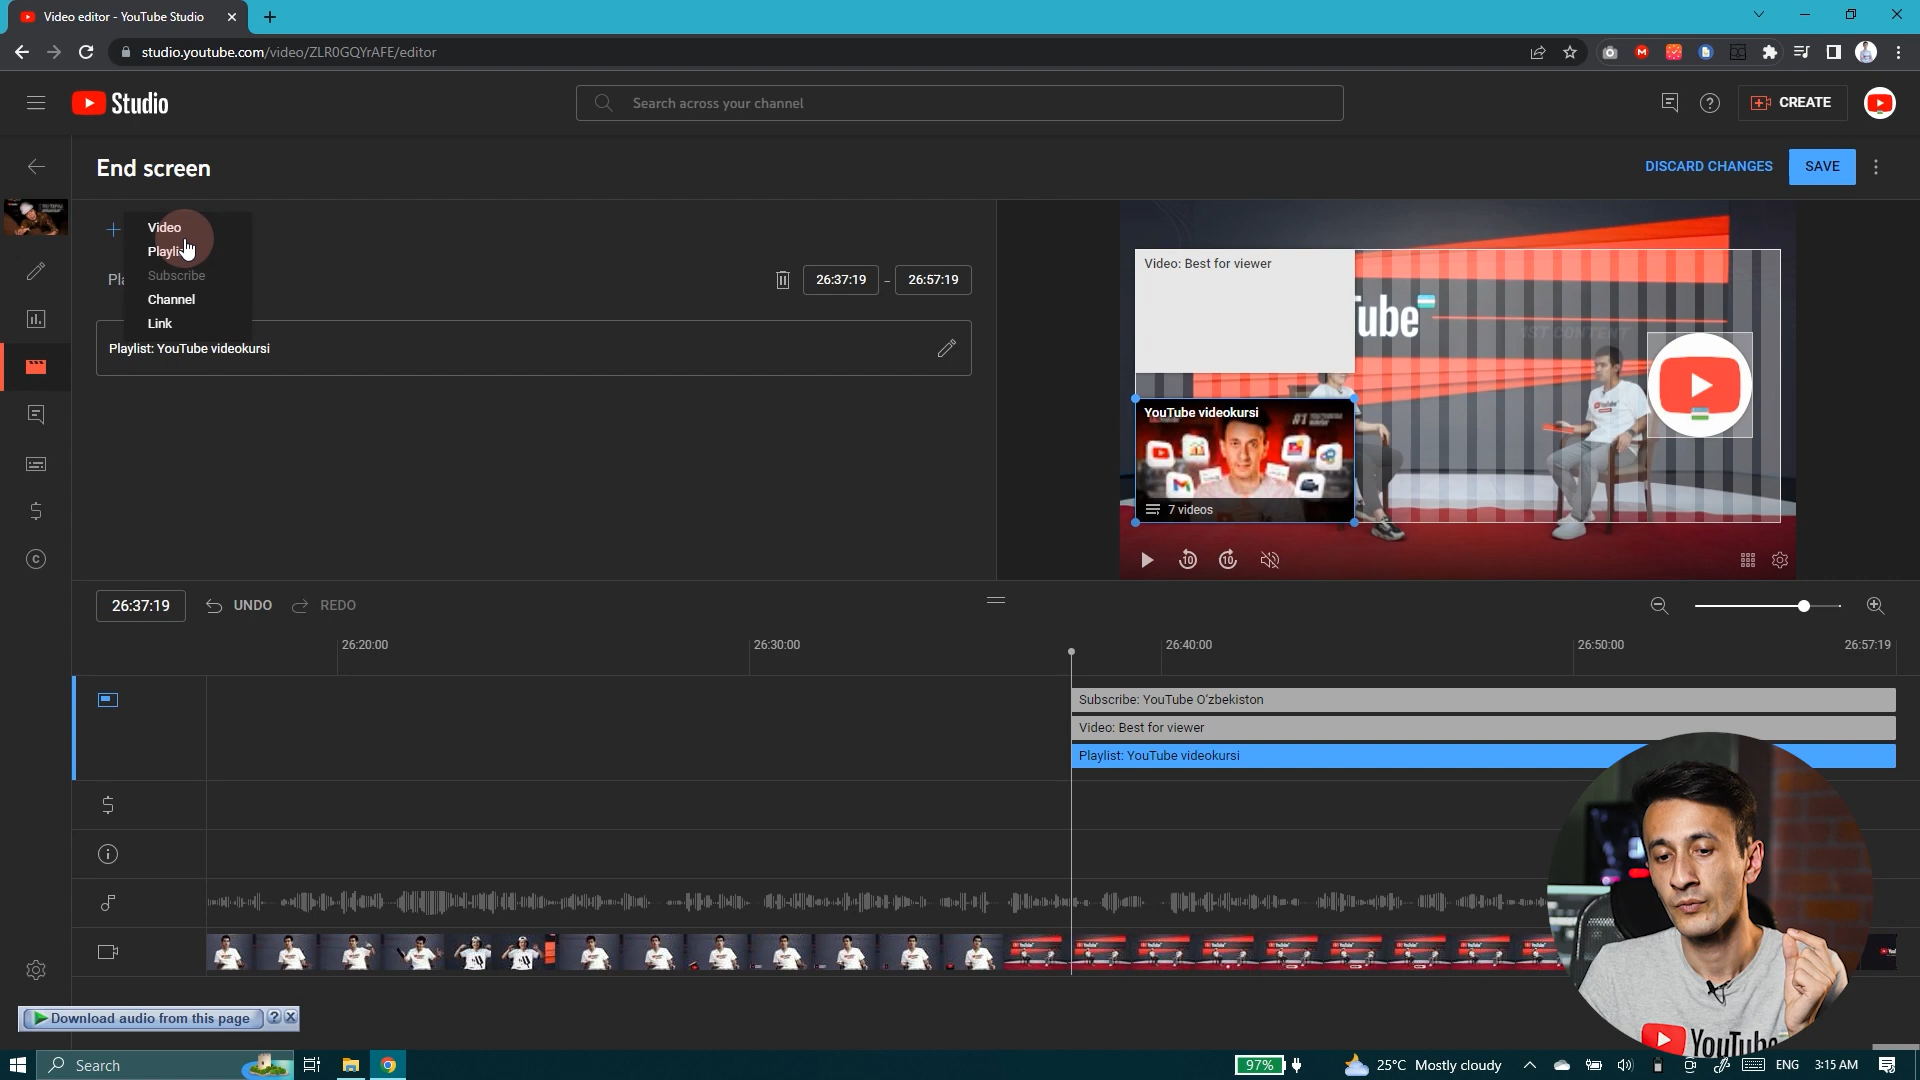 Video editor - YouTube Studio
studio.youtube.com/video/ZLR0GQYrAFE/editor
Studio
Search across your channel
CREATE
End screen
DISCARD CHANGES
SAVE
Video
Subscribe
Channel
Link
26:37:19 – 26:57:19
Playlist: YouTube videokursi
Video: Best for viewer
YouTube videokursi
7 videos
26:37:19
UNDO
REDO
26:20:00
26:30:00
26:40:00
26:50:00
26:57:19
Subscribe: YouTube O'zbekiston
Video: Best for viewer
Playlist: YouTube videokursi
Download audio from this page
Search
97%
25°C Mostly cloudy
ENG
3:15 AM